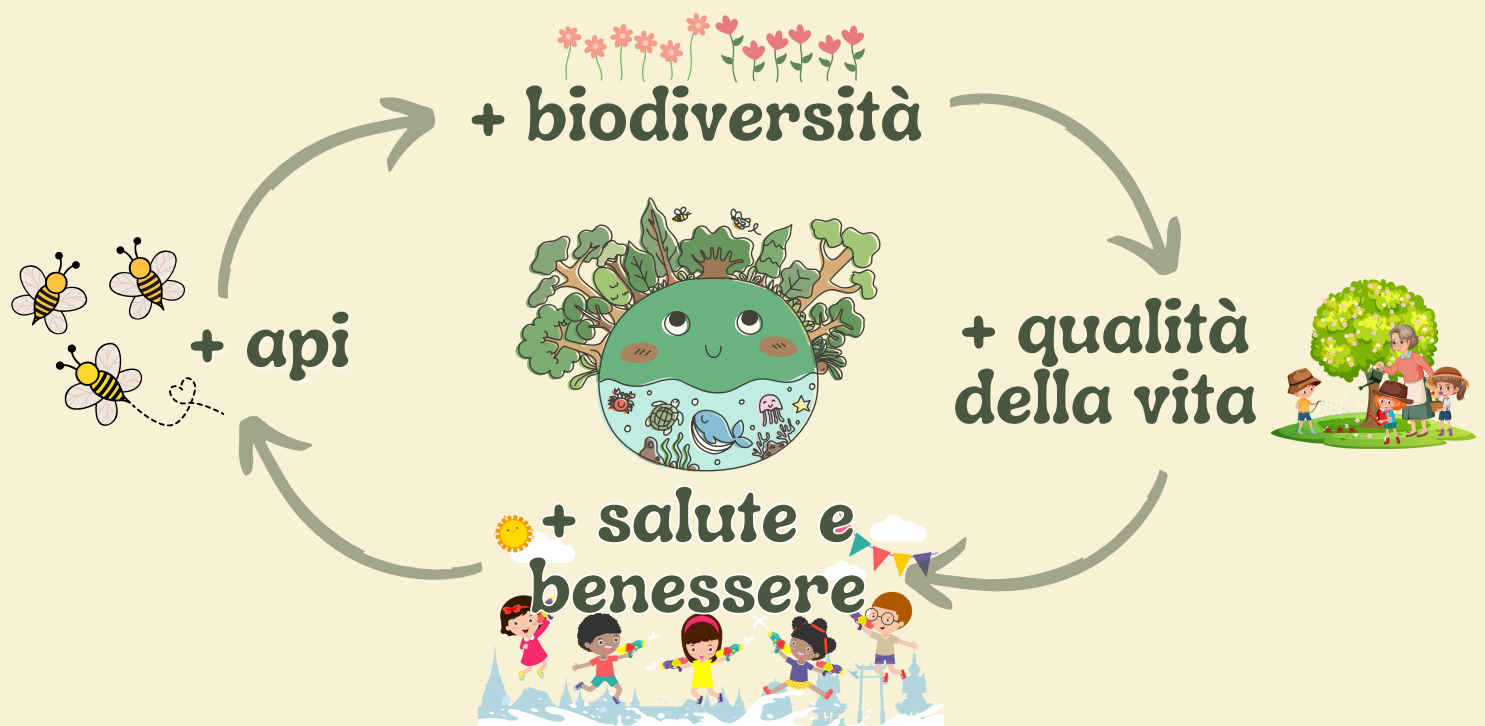 + biodiversità
+ api
+ qualità
della vita
+ salute e
benessere